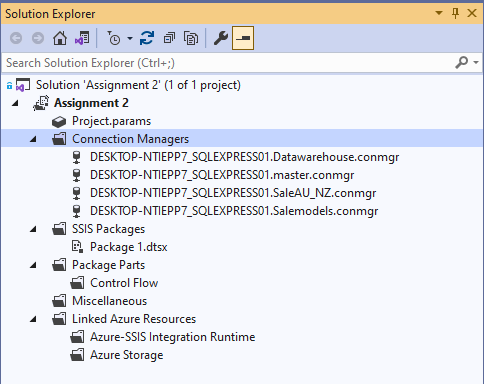 Solution Explorer
Search Solution Explorer (Ctrl+;)
Solution 'Assignment 2' (1 of 1 project)
Assignment 2
Project.params
Connection Managers
DESKTOP-NTIEPP7_SQLEXPRESS01.Datawarehouse.conmgr
DESKTOP-NTIEPP7_SQLEXPRESS01.master.conmgr
DESKTOP-NTIEPP7_SQLEXPRESS01.SaleAU_NZ.conmgr
DESKTOP-NTIEPP7_SQLEXPRESS01.Salemodels.conmgr
SSIS Packages
Package 1.dtsx
Package Parts
Control Flow
Miscellaneous
Linked Azure Resources
Azure-SSIS Integration Runtime
Azure Storage